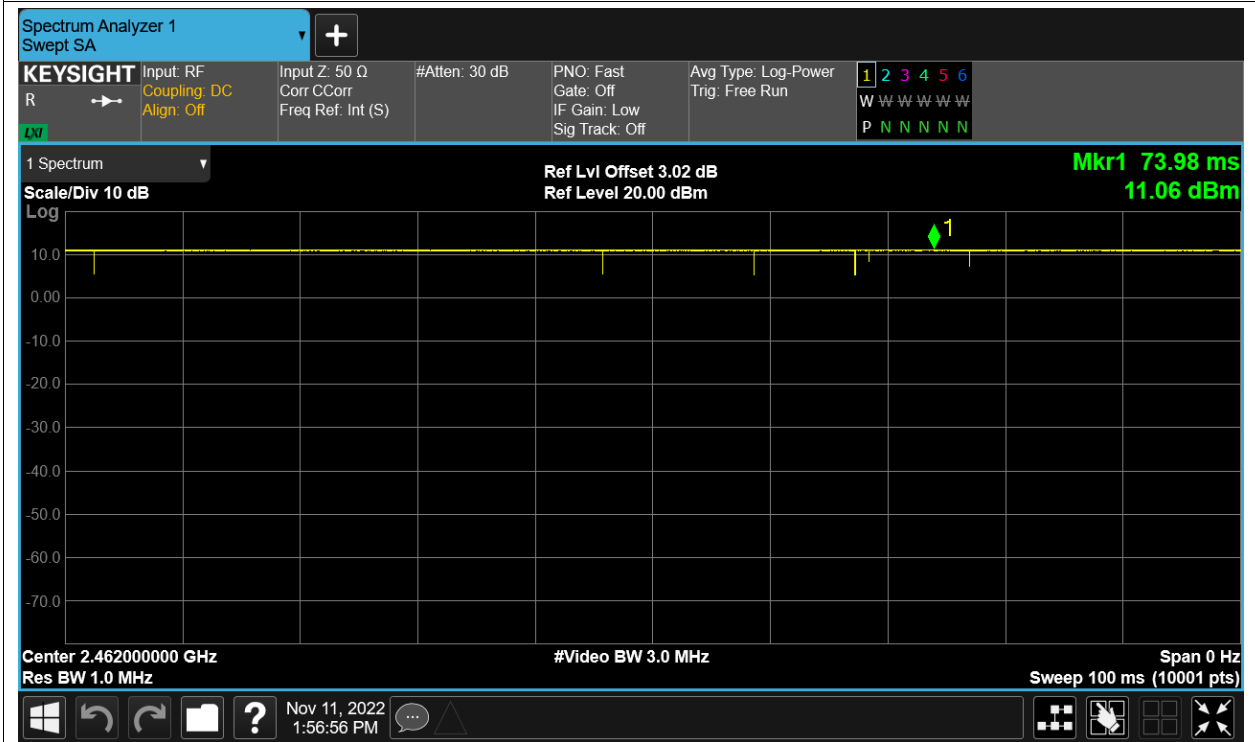 Spectrum Analyzer 1
Swept SA
KEYSIGHT
R
LXI
Input: RF
Coupling: DC
Align: Off
Input Z: 50 Ω
Corr CCorr
Freq Ref: Int (S)
#Atten: 30 dB
PNO: Fast
Gate: Off
IF Gain: Low
Sig Track: Off
Avg Type: Log-Power
Trig: Free Run
1 2 3 4 5 6
W W W W W W
P N N N N N
1 Spectrum
Scale/Div 10 dB
Ref Lvl Offset 3.02 dB
Ref Level 20.00 dBm
Mkr1 73.98 ms
11.06 dBm
Log
1
10.0
0.00
-10.0
-20.0
-30.0
-40.0
-50.0
-60.0
-70.0
Center 2.462000000 GHz
Res BW 1.0 MHz
#Video BW 3.0 MHz
Span 0 Hz
Sweep 100 ms (10001 pts)
?
Nov 11, 2022
1:56:56 PM